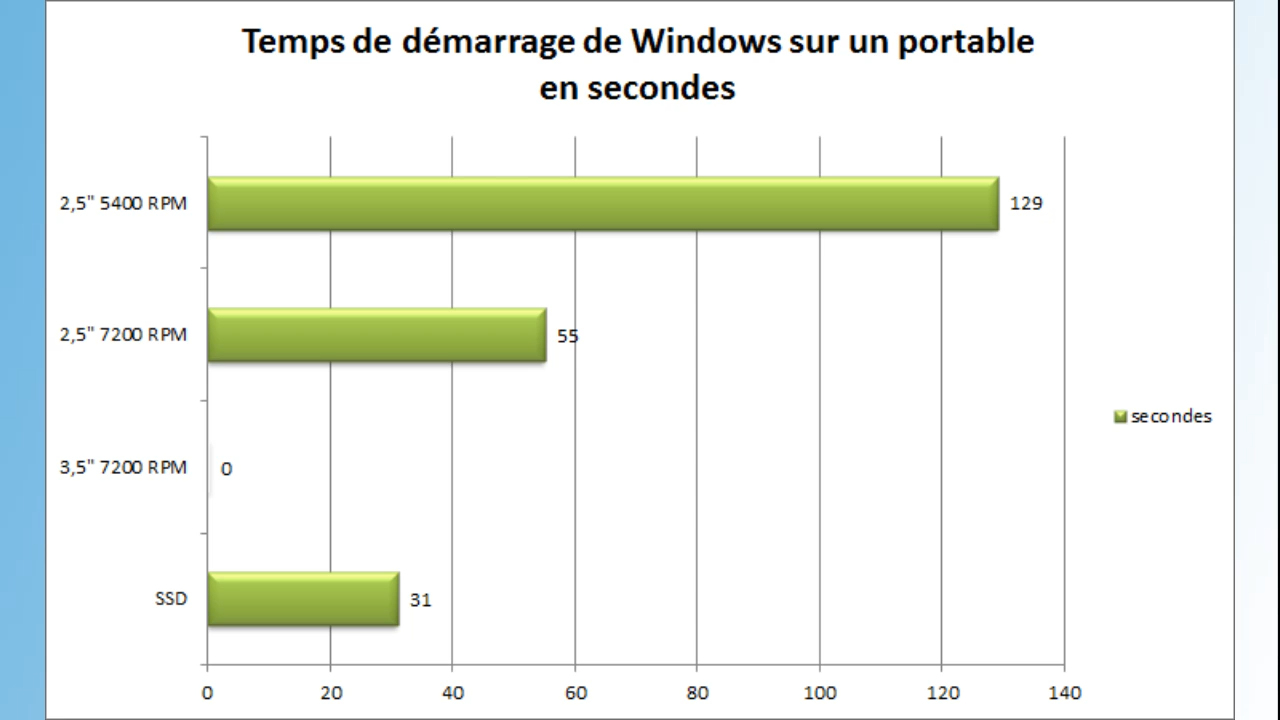 Temps de démarrage de Windows sur un portable
en secondes
2,5" 5400 RPM
129
2,5" 7200 RPM
55
secondes
3,5" 7200 RPM
0
SSD
31
0 20 40 60 80 100 120 140